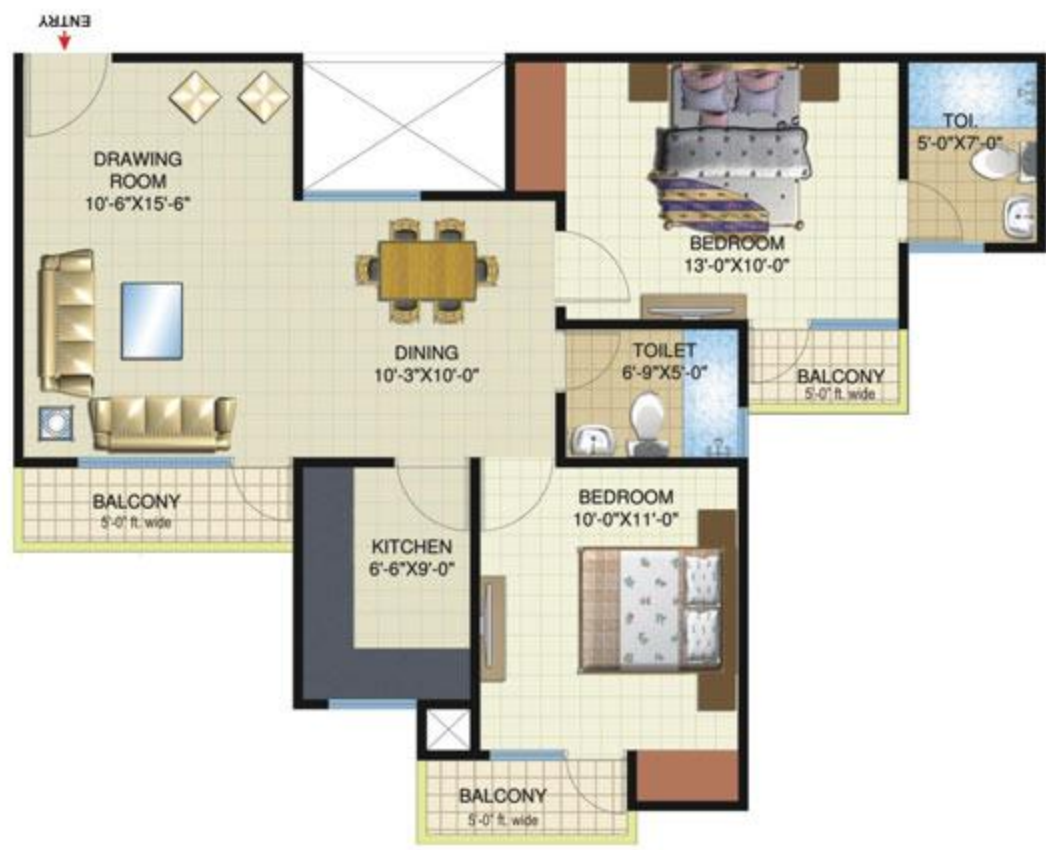 ENTRY
DRAWING
ROOM
10'-6"X15'-6"
TOI.
5'-0"X7'-0"
BEDROOM
13'-0"X10'-0"
DINING
10'-3"X10'-0"
TOILET
6'-9"X5'-0"
BALCONY
5'-0" ft. wide
BALCONY
5'-0" ft. wide
BEDROOM
10'-0"X11'-0"
KITCHEN
6'-6"X9'-0"
BALCONY
5'-0" ft. wide